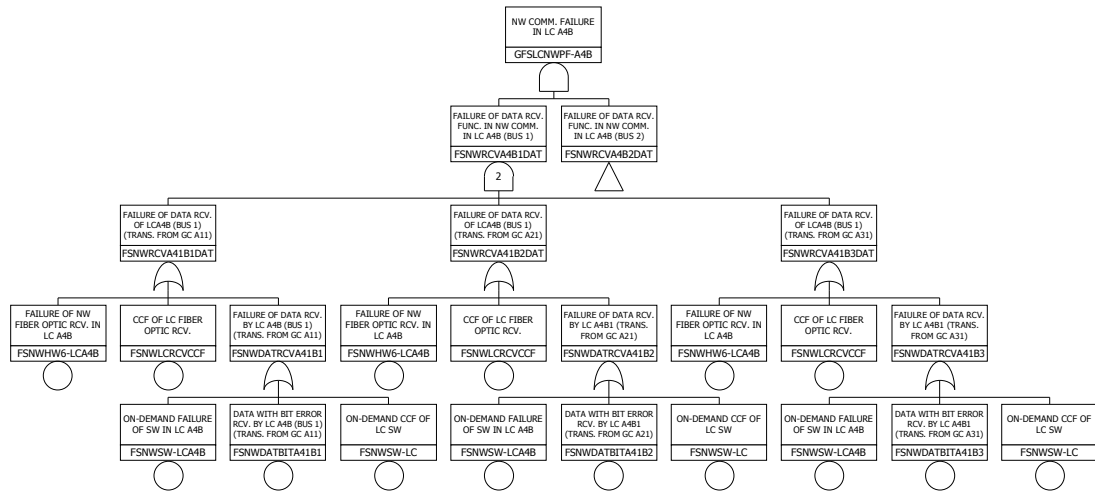 NW COMM. FAILURE
IN LC A4B
GFSLCNWPF-A4B
FAILURE OF DATA RCV.
FUNC. IN NW COMM.
IN LC A4B (BUS 1)
FSNWRCVA4B1DAT
FAILURE OF DATA RCV.
FUNC. IN NW COMM.
IN LC A4B (BUS 2)
FSNWRCVA4B2DAT
2
FAILURE OF DATA RCV.
OF LCA4B (BUS 1)
(TRANS. FROM GC A11)
FSNWRCVA41B1DAT
FAILURE OF DATA RCV.
OF LCA4B (BUS 1)
(TRANS. FROM GC A21)
FSNWRCVA41B2DAT
FAILURE OF DATA RCV.
OF LCA4B (BUS 1)
(TRANS. FROM GC A31)
FSNWRCVA41B3DAT
FAILURE OF NW
FIBER OPTIC RCV. IN
LC A4B
FSNWHW6-LCA4B
CCF OF LC FIBER
OPTIC RCV.
FSNWLCRCVCCF
FAILURE OF DATA RCV.
BY LC A4B (BUS 1)
(TRANS. FROM GC A11)
FSNWDATRCVA41B1
FAILURE OF NW
FIBER OPTIC RCV. IN
LC A4B
FSNWHW6-LCA4B
CCF OF LC FIBER
OPTIC RCV.
FSNWLCRCVCCF
FAILURE OF DATA RCV.
BY LC A4B1 (TRANS.
FROM GC A21)
FSNWDATRCVA41B2
FAILURE OF NW
FIBER OPTIC RCV. IN
LC A4B
FSNWHW6-LCA4B
CCF OF LC FIBER
OPTIC RCV.
FSNWLCRCVCCF
FAILURE OF DATA RCV.
BY LC A4B1 (TRANS.
FROM GC A31)
FSNWDATRCVA41B3
ON-DEMAND FAILURE
OF SW IN LC A4B
FSNWSW-LCA4B
DATA WITH BIT ERROR
RCV. BY LC A4B (BUS 1)
(TRANS. FROM GC A11)
FSNWDATBITA41B1
ON-DEMAND CCF OF
LC SW
FSNWSW-LC
ON-DEMAND FAILURE
OF SW IN LC A4B
FSNWSW-LCA4B
DATA WITH BIT ERROR
RCV. BY LC A4B1
(TRANS. FROM GC A21)
FSNWDATBITA41B2
ON-DEMAND CCF OF
LC SW
FSNWSW-LC
ON-DEMAND FAILURE
OF SW IN LC A4B
FSNWSW-LCA4B
DATA WITH BIT ERROR
RCV. BY LC A4B1
(TRANS. FROM GC A31)
FSNWDATBITA41B3
ON-DEMAND CCF OF
LC SW
FSNWSW-LC